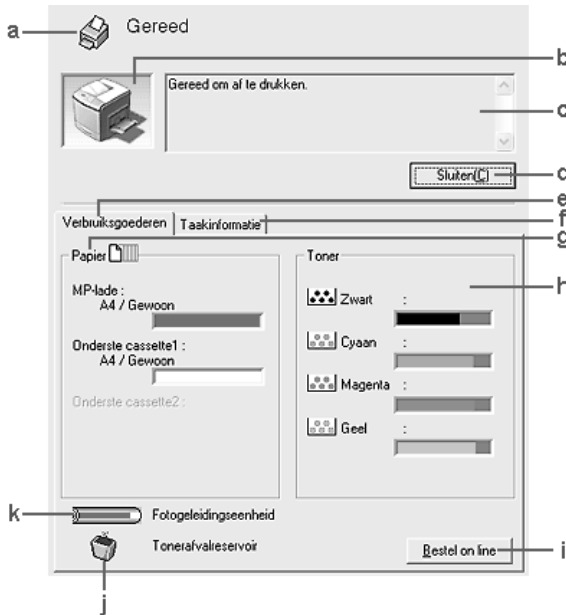 a
Gereed
b
Gereed om af te drukken.
c
Sluiten(C)
d
e
Verbruiksgoederen
Taakinformatie
f
g
Papier
Toner
h
MP-lade :
A4 / Gewoon
Onderste cassette1 :
A4 / Gewoon
Onderste cassette2 :
Zwart :
Cyaan :
Magenta :
Geel :
k
Fotogeleidingseenheid
Tonerafvalreservoir
Bestel on line
i
j